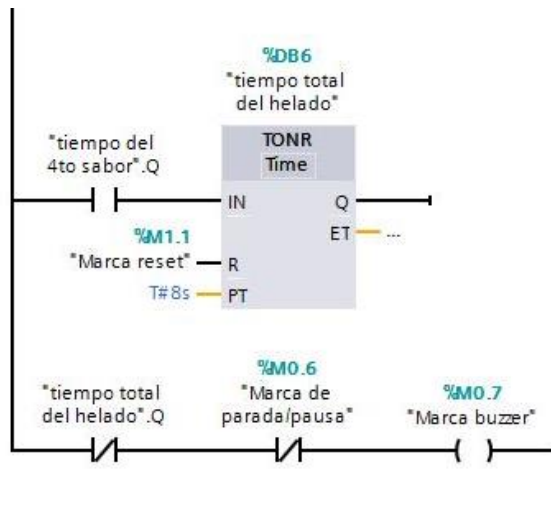 %DB6
"tiempo total
del helado"
"tiempo del
4to sabor".Q
TONR
Time
IN
Q
ET
...
%M1.1
"Marca reset"
R
T#8s
PT
"tiempo total
del helado".Q
%M0.6
"Marca de
parada/pausa"
%M0.7
"Marca buzzer"